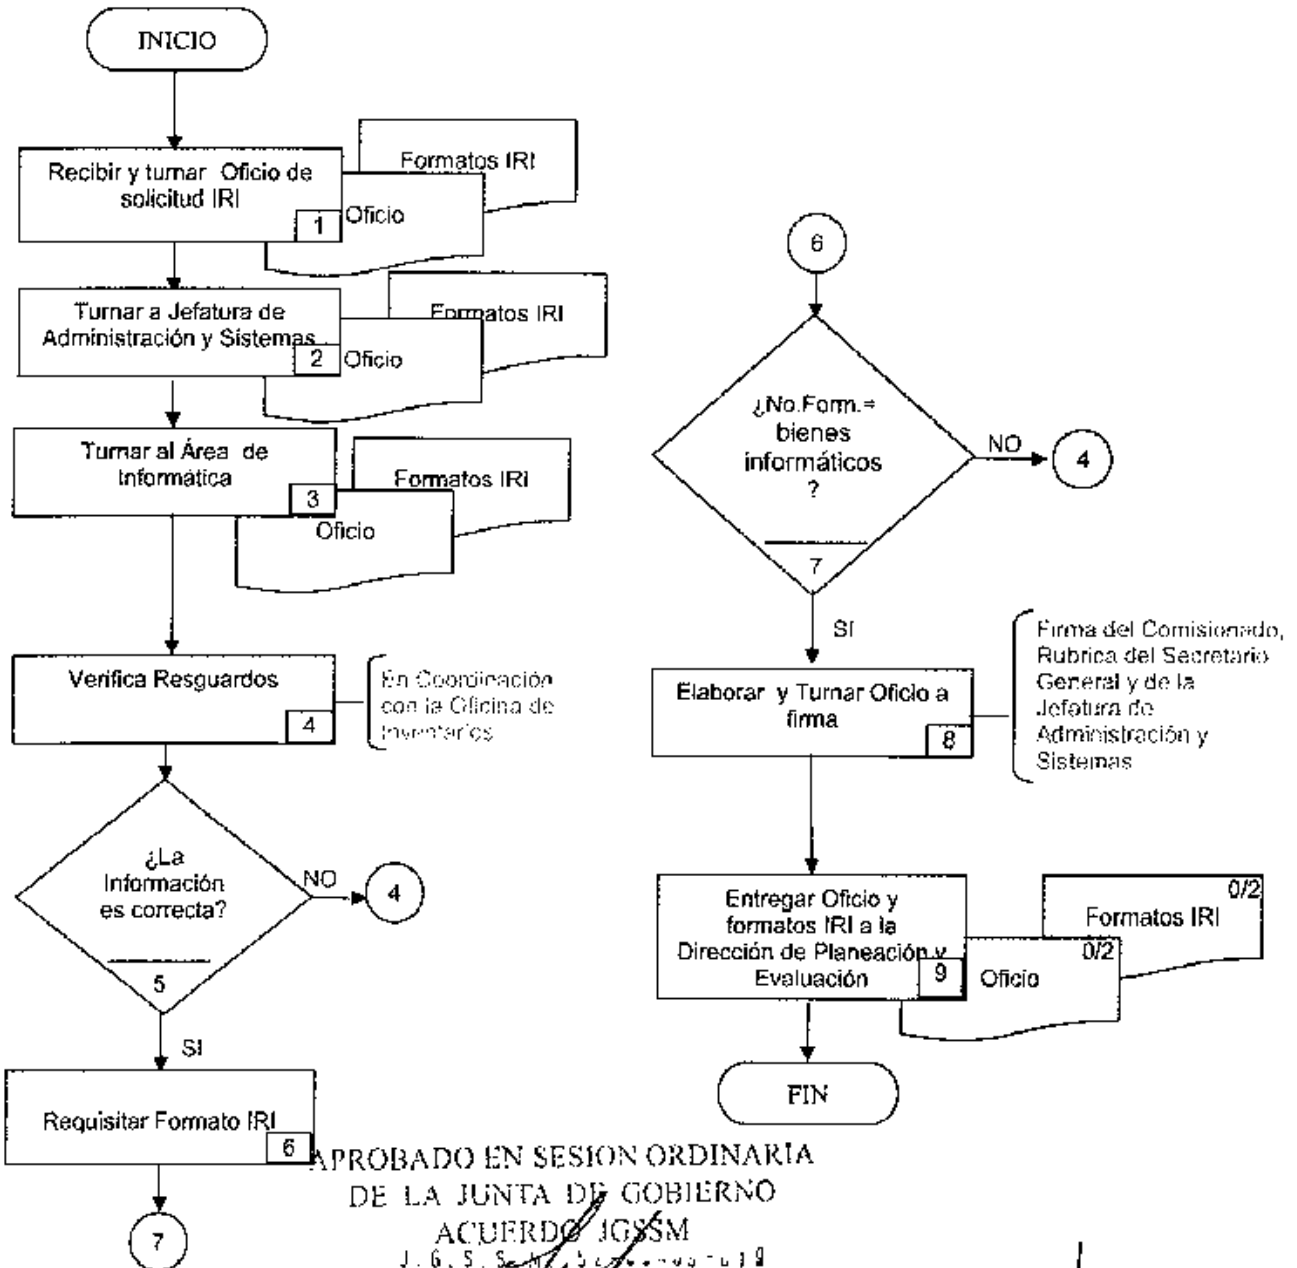 INICIO
Recibir y turnar Oficio de
solicitud IRI
1
Oficio
Formatos IRI
Turnar a Jefatura de
Administración y Sistemas
2
Oficio
Formatos IRI
Turnar al Área de
Informática
3
Oficio
Formatos IRI
Verifica Resguardos
4
En Coordinación
con la Oficina de
Inventarios
¿La
Información
es correcta?
5
NO
4
SI
Requisitar Formato IRI
6
7
6
¿No.Form.=
bienes
informáticos
?
7
NO
4
SI
Elaborar y Turnar Oficio a
firma
8
Firma del Comisionado,
Rubrica del Secretario
General y de la
Jefatura de
Administración y
Sistemas
Entregar Oficio y
formatos IRI a la
Dirección de Planeación y
Evaluación
9
0/2
Oficio
0/2
Formatos IRI
FIN
APROBADO EN SESION ORDINARIA
DE LA JUNTA DE GOBIERNO
ACUERDO JGSSM